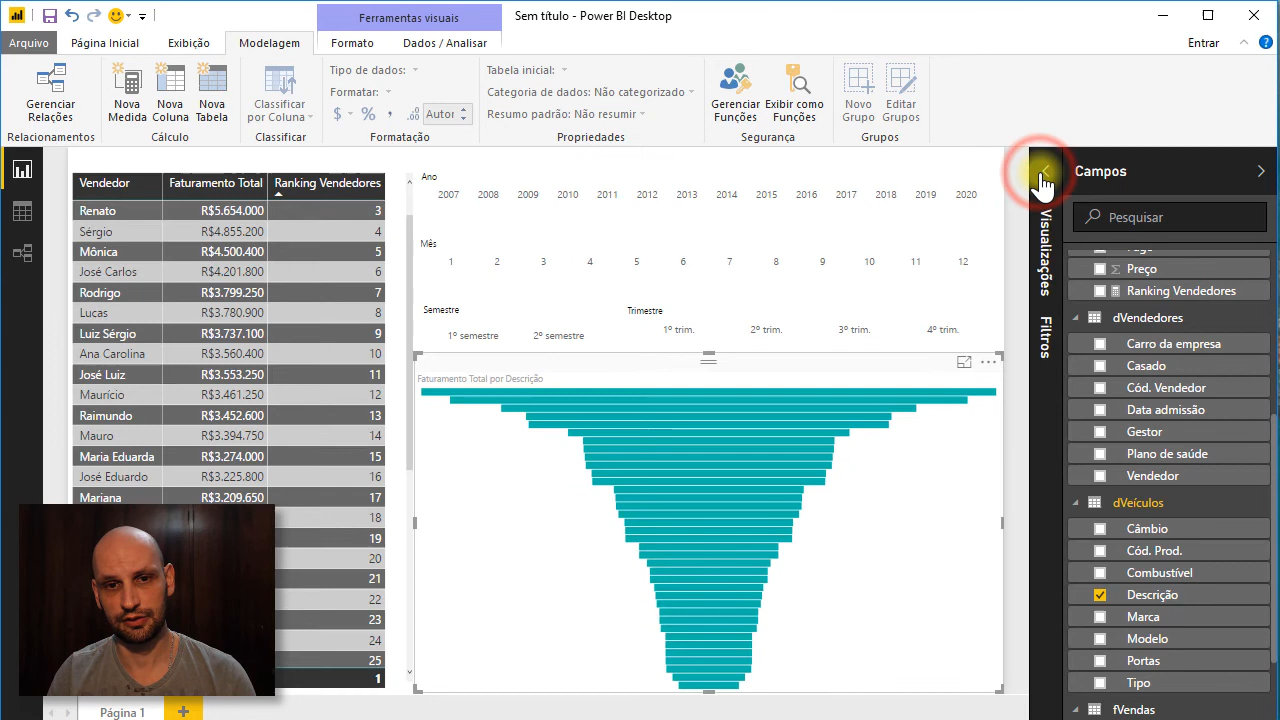 Ferramentas visuais
Sem título - Power BI Desktop
Arquivo
Página Inicial
Exibição
Modelagem
Formato
Dados / Analisar
Entrar
Gerenciar Relações
Relacionamentos
Nova Medida
Nova Coluna
Nova Tabela
Cálculo
Classificar por Coluna
Classificar
Tipo de dados:
Formatar:
$ % , .00 Autor
Formatação
Tabela inicial:
Categoria de dados: Não categorizado
Resumo padrão: Não resumir
Propriedades
Gerenciar Funções
Exibir como Funções
Segurança
Novo Grupo
Editar Grupos
Grupos
Vendedor Faturamento Total Ranking Vendedores
Renato R$5.654.000 3
Sérgio R$4.855.200 4
Mônica R$4.500.400 5
José Carlos R$4.201.800 6
Rodrigo R$3.799.250 7
Lucas R$3.780.900 8
Luiz Sérgio R$3.737.100 9
Ana Carolina R$3.560.400 10
José Luiz R$3.553.250 11
Maurício R$3.461.250 12
Raimundo R$3.452.600 13
Mauro R$3.394.750 14
Maria Eduarda R$3.274.000 15
José Eduardo R$3.225.800 16
Mariana R$3.209.650 17
18
19
20
21
22
23
24
25
1
Ano
2007 2008 2009 2010 2011 2012 2013 2014 2015 2016 2017 2018 2019 2020
Mês
1 2 3 4 5 6 7 8 9 10 11 12
Semestre
1º semestre 2º semestre
Trimestre
1º trim. 2º trim. 3º trim. 4º trim.
Faturamento Total por Descrição
Visualizações
Filtros
Campos
Pesquisar
Preço
Ranking Vendedores
dVendedores
Carro da empresa
Casado
Cód. Vendedor
Data admissão
Gestor
Plano de saúde
Vendedor
dVeículos
Câmbio
Cód. Prod.
Combustível
Descrição
Marca
Modelo
Portas
Tipo
fVendas
Página 1